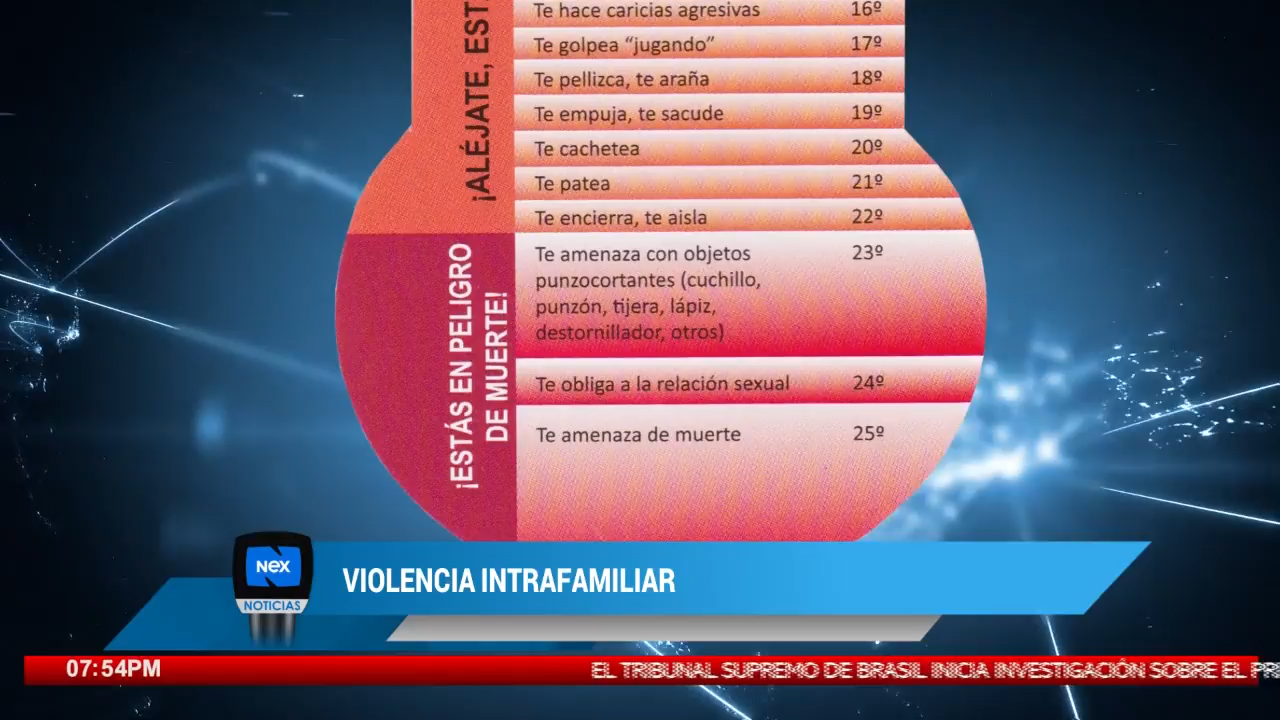 ¡ALÉJATE, EST
Te hace caricias agresivas 16º
Te golpea “jugando” 17º
Te pellizca, te araña 18º
Te empuja, te sacude 19º
Te cachetea 20º
Te patea 21º
Te encierra, te aisla 22º
¡ESTÁS EN PELIGRO
DE MUERTE!
Te amenaza con objetos 23º
punzocortantes (cuchillo,
punzón, tijera, lápiz,
destornillador, otros)
Te obliga a la relación sexual 24º
Te amenaza de muerte 25º
nex
NOTICIAS
VIOLENCIA INTRAFAMILIAR
07:54PM
EL TRIBUNAL SUPREMO DE BRASIL INICIA INVESTIGACIÓN SOBRE EL PR